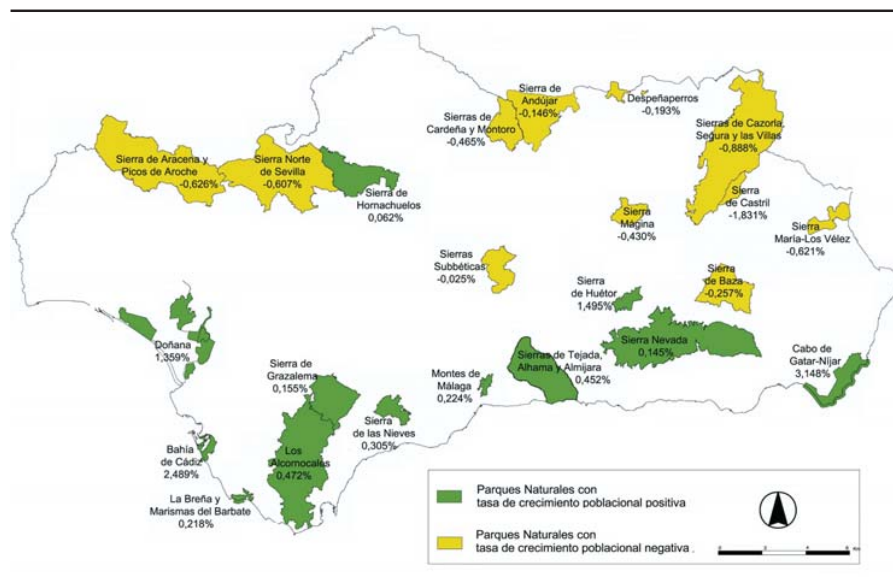 Sierra de
Andújar
-0,146%
Despeñaperros
-0,193%
Sierras de
Cardeña y Montoro
-0,465%
Sierras de Cazorla,
Segura y las Villas
-0,888%
Sierra de Aracena y
Picos de Aroche
-0,626%
Sierra Norte
de Sevilla
-0,607%
Sierra de
Hornachuelos
0,062%
Sierra
de Castril
-1,831%
Sierra
Mágina
-0,430%
Sierra
María-Los Vélez
-0,621%
Sierras
Subbéticas
-0,025%
Sierra
de Huétor
1,495%
Sierra
de Baza
-0,257%
Doñana
1,359%
Sierra Nevada
0,145%
Sierras de Tejada,
Alhama y Almijara
0,452%
Cabo de
Gatar-Níjar
3,148%
Sierra de
Grazalema
0,155%
Montes de
Málaga
0,224%
Sierra
de las Nieves
0,305%
Bahía
de Cádiz
2,489%
Los
Alcornocales
0,472%
La Breña y
Marismas del Barbate
0,218%
Parques Naturales con
tasa de crecimiento poblacional positiva
Parques Naturales con
tasa de crecimiento poblacional negativa .